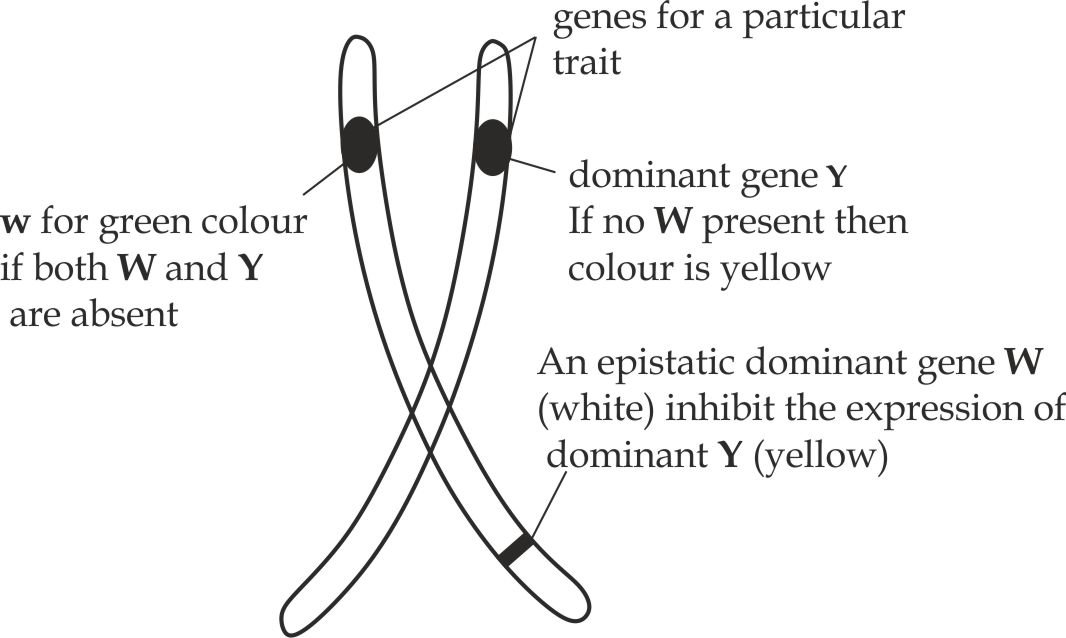 genes for a particular
trait
w for green colour
if both W and Y
are absent
dominant gene Y
If no W present then
colour is yellow
An epistatic dominant gene W
(white) inhibit the expression of
dominant Y (yellow)